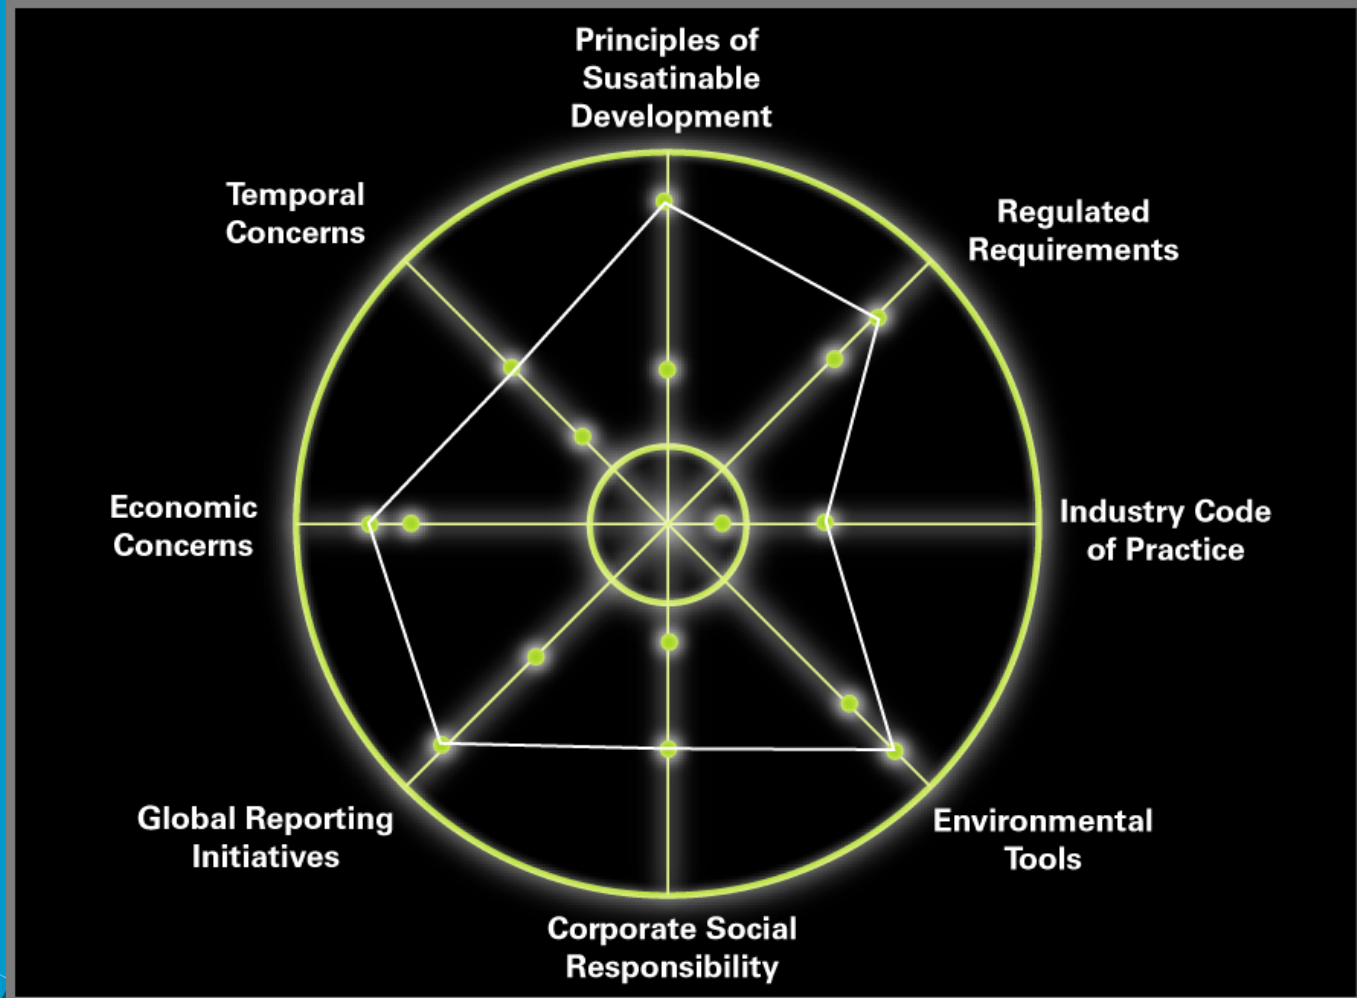 Principles of
Susatinable
Development
Temporal
Concerns
Regulated
Requirements
Economic
Concerns
Industry Code
of Practice
Global Reporting
Initiatives
Environmental
Tools
Corporate Social
Responsibility